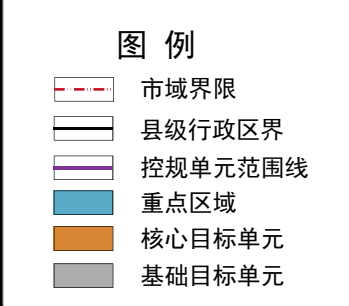 图 例
市域界限
县级行政区界
控规单元范围线
重点区域
核心目标单元
基础目标单元